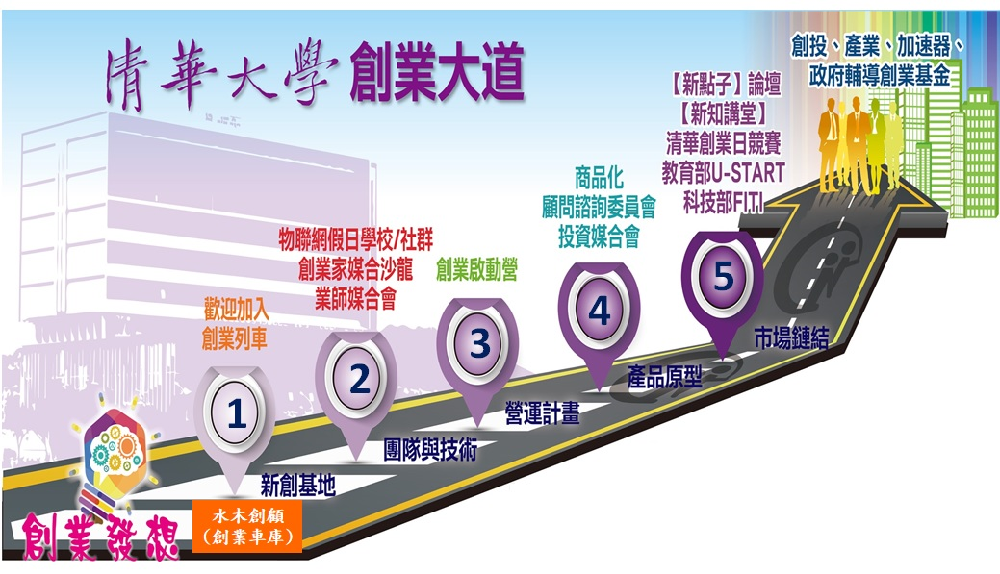 清華大學 創業大道
創投、產業、加速器、
政府輔導創業基金
【新點子】論壇
【新知講堂】
清華創業日競賽
教育部U-START
科技部FITI
商品化
顧問諮詢委員會
投資媒合會
物聯網假日學校/社群
創業家媒合沙龍
業師媒合會
創業啟動營
歡迎加入
創業列車
5
4
3
2
1
市場鏈結
產品原型
營運計畫
團隊與技術
新創基地
水木創顧
（創業車庫）
創業發想